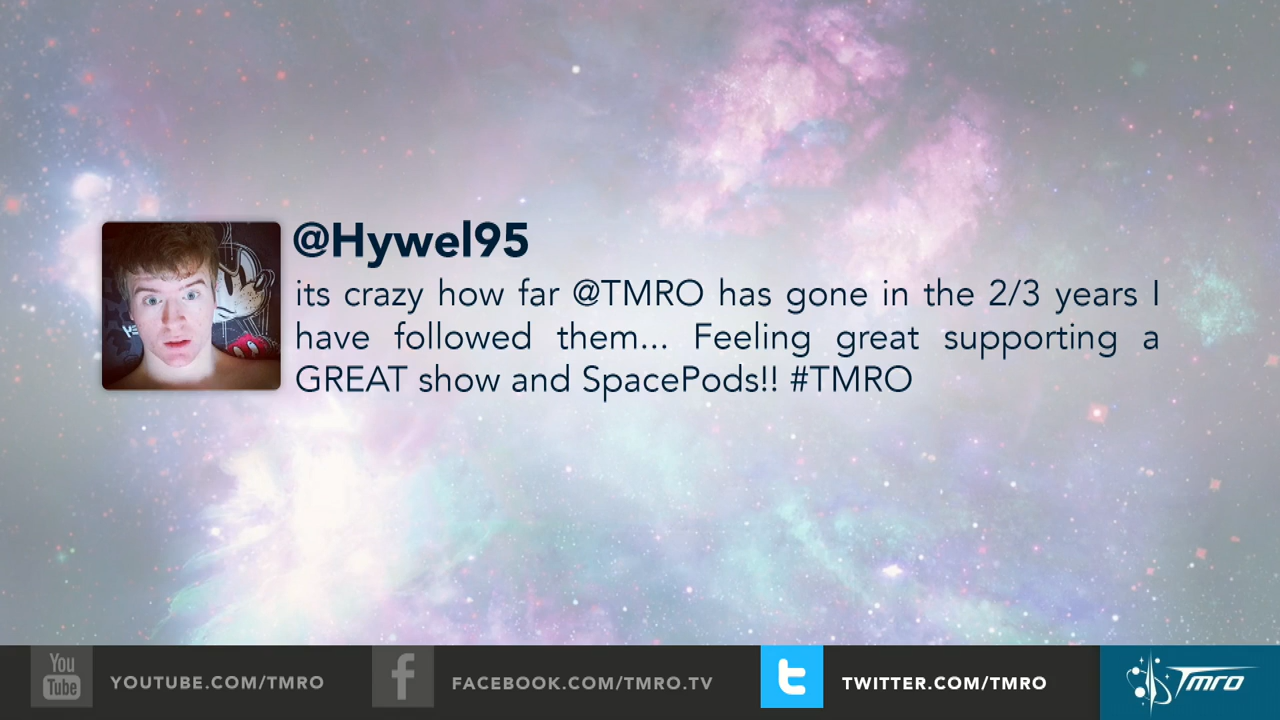 @Hywel95
its crazy how far @TMRO has gone in the 2/3 years I
have followed them... Feeling great supporting a
GREAT show and SpacePods!! #TMRO
You
Tube
YOUTUBE.COM/TMRO
f
FACEBOOK.COM/TMRO.TV
t
TWITTER.COM/TMRO
Tmro